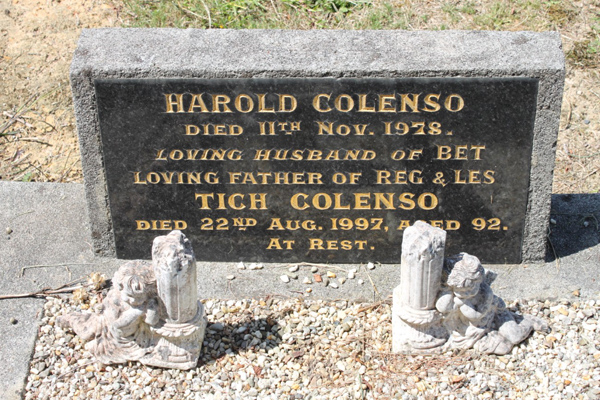 HAROLD COLENSO
DIED 11TH NOV. 1978.
LOVING HUSBAND OF BET
LOVING FATHER OF REG & LES
TICH COLENSO
DIED 22ND AUG. 1997, AGED 92.
AT REST.